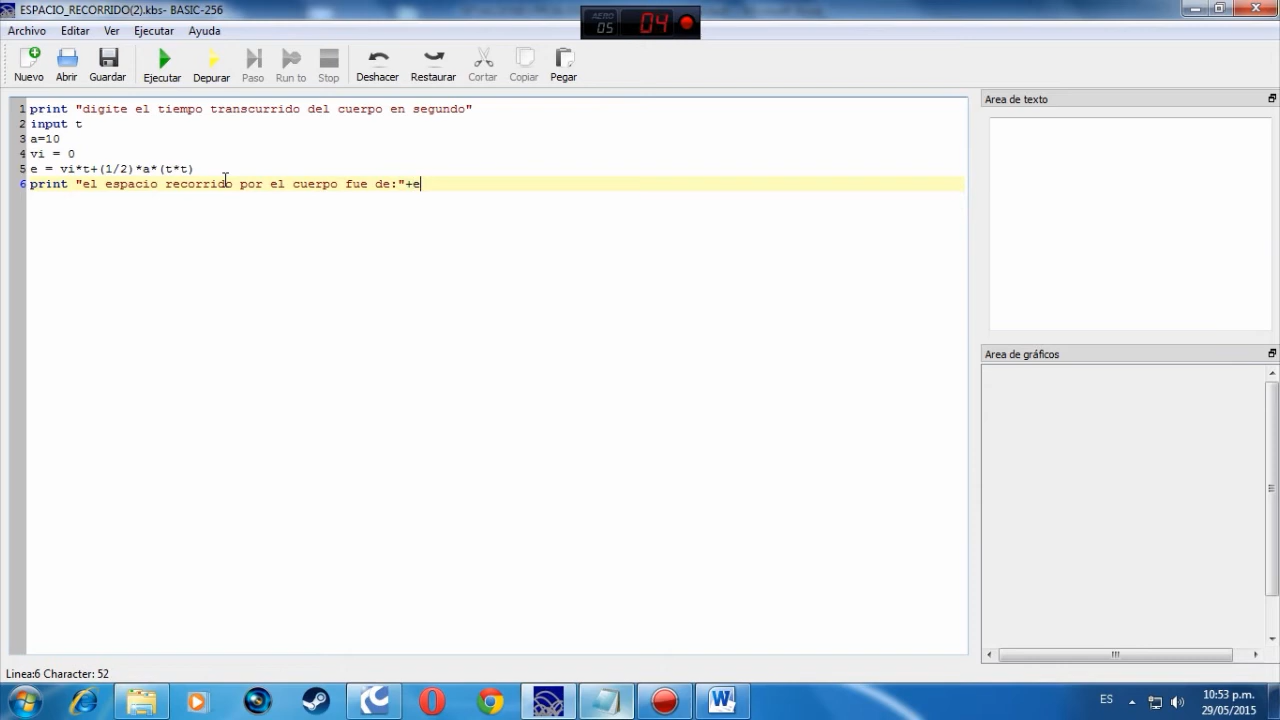 ESPACIO_RECORRIDO(2).kbs- BASIC-256
AERO
05 04
Archivo Editar Ver Ejecutar Ayuda
Nuevo Abrir Guardar Ejecutar Depurar Paso Run to Stop Deshacer Restaurar Cortar Copiar Pegar
1 print "digite el tiempo transcurrido del cuerpo en segundo"
2 input t
3 a=10
4 vi = 0
5 e = vi*t+(1/2)*a*(t*t)
6 print "el espacio recorrido por el cuerpo fue de:"+e
Area de texto
Area de gráficos
Linea:6 Character: 52
ES
10:53 p.m.
29/05/2015